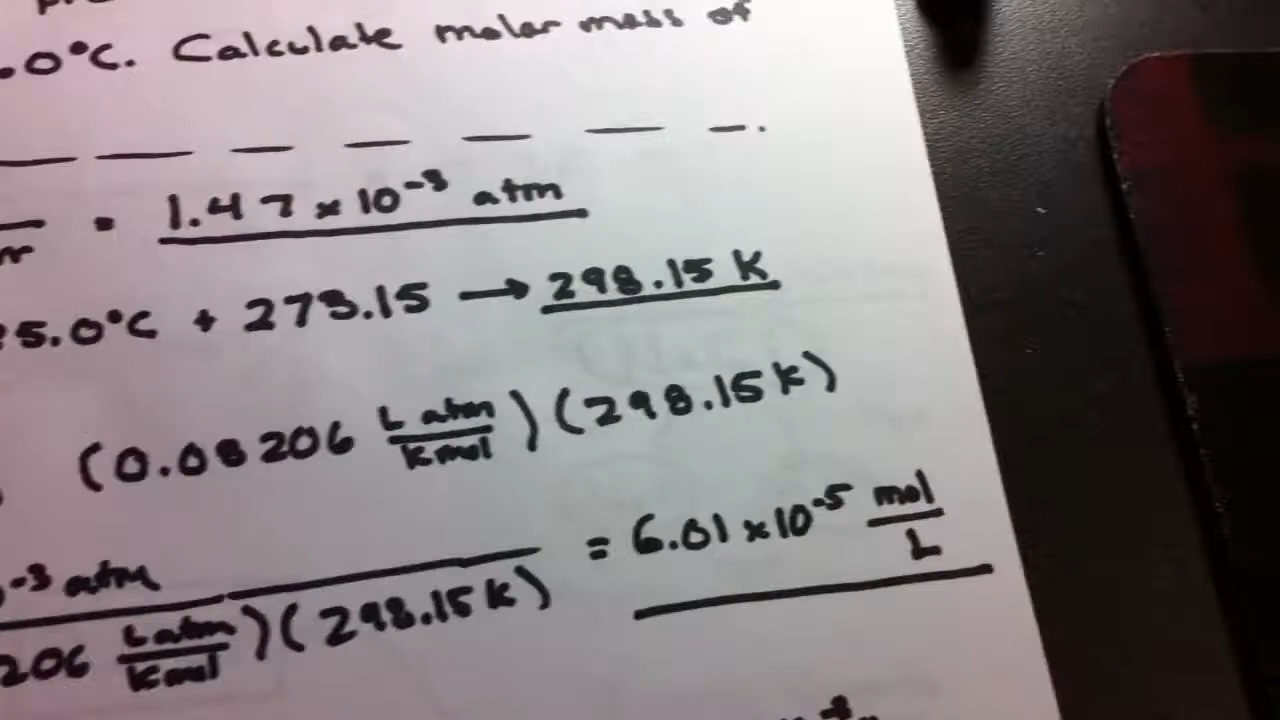 .0°C. Calculate molar mass of
= 1.47 × 10⁻³ atm
5.0°C + 273.15 → 298.15 K
(0.08206 L atm / K mol) (298.15 K)
⁻³ atm / 206 L atm / K mol) (298.15 K) = 6.01 × 10⁻⁵ mol / L